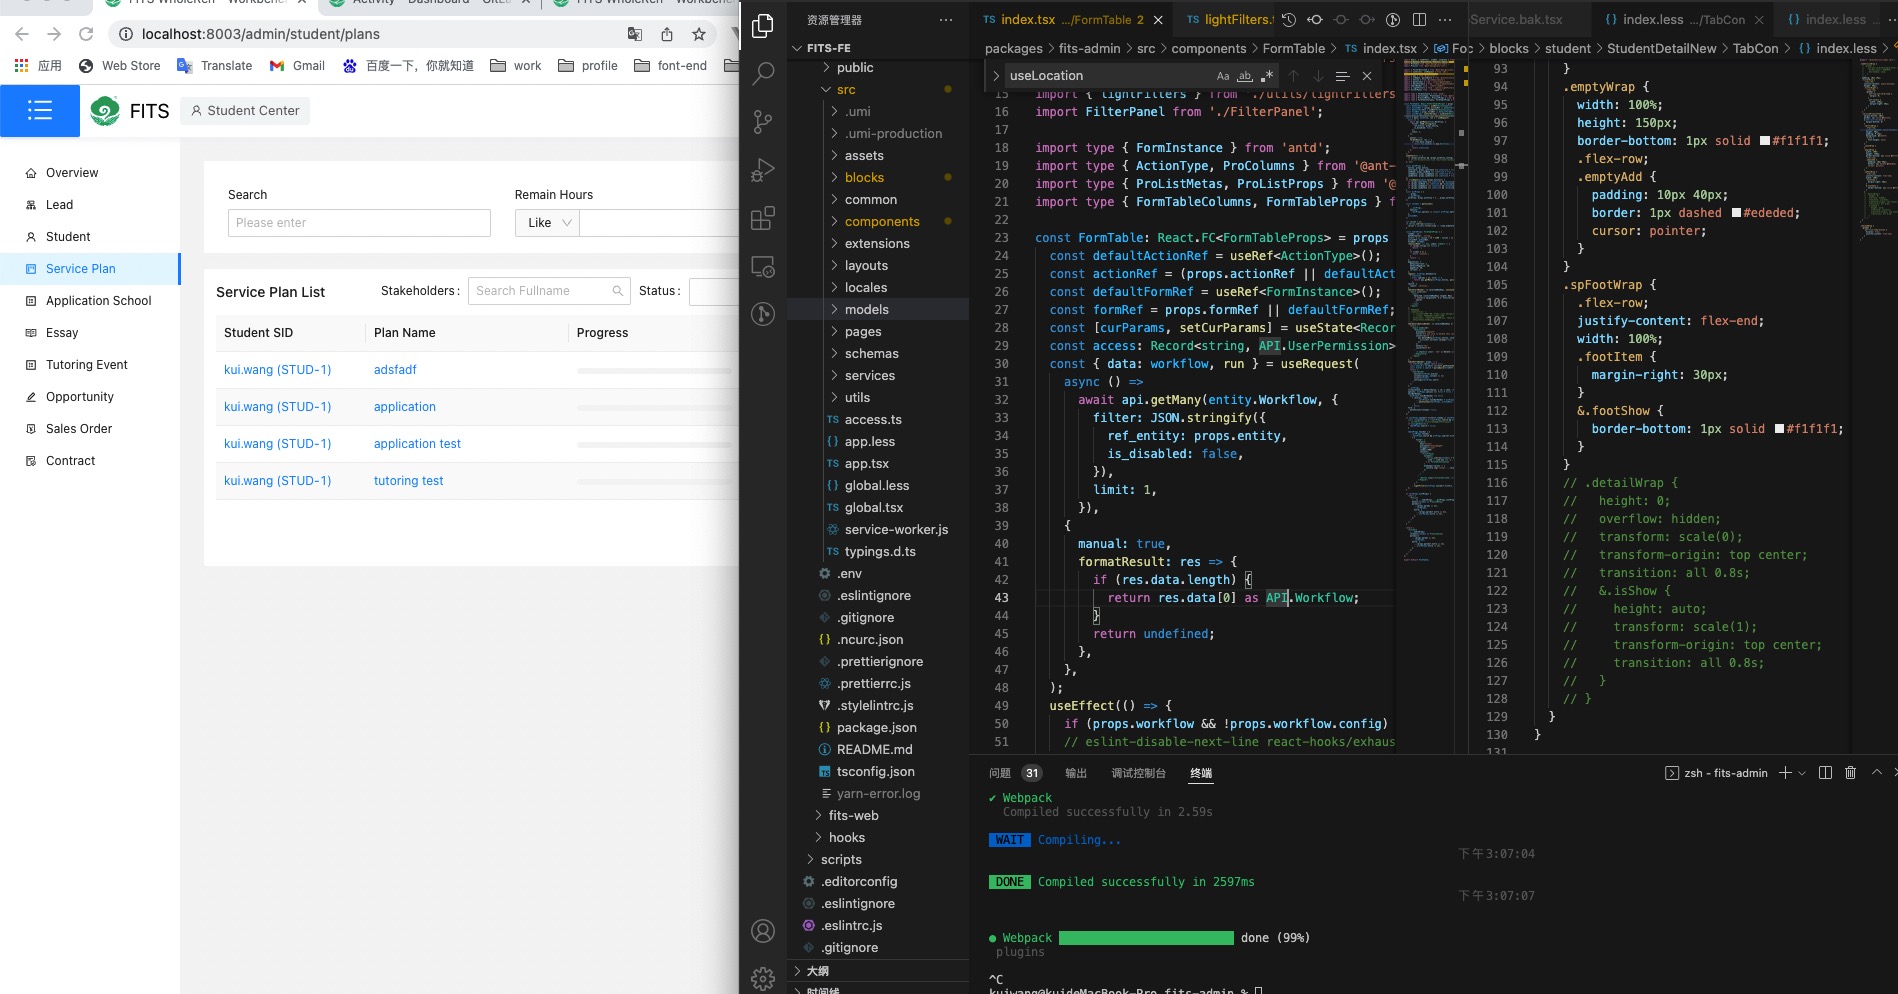 FITS WholeRen - Workbench
Activity - Dashboard - URLe
FITS WholeRen - Workbench
localhost:8003/admin/student/plans
应用
Web Store
Translate
Gmail
百度一下，你就知道
work
profile
font-end
FITS
Student Center
Overview
Lead
Student
Service Plan
Application School
Essay
Tutoring Event
Opportunity
Sales Order
Contract
Search
Remain Hours
Please enter
Like
Service Plan List
Stakeholders :
Search Fullname
Status :
Student SID
Plan Name
Progress
kui.wang (STUD-1)
adsfadf
kui.wang (STUD-1)
application
kui.wang (STUD-1)
application test
kui.wang (STUD-1)
tutoring test
资源管理器
FITS-FE
public
src
.umi
.umi-production
assets
blocks
common
components
extensions
layouts
locales
models
pages
schemas
services
utils
TS access.ts
{} app.less
TS app.tsx
{} global.less
TS global.tsx
service-worker.js
TS typings.d.ts
.env
.eslintignore
.gitignore
{} .ncurc.json
.prettierignore
.prettierrc.js
.stylelintrc.js
{} package.json
README.md
tsconfig.json
yarn-error.log
fits-web
hooks
scripts
.editorconfig
.eslintignore
.eslintrc.js
.gitignore
大纲
时间线
TS index.tsx .../FormTable 2
TS lightFilters.
packages > fits-admin > src > components > FormTable > TS index.tsx >
useLocation
Aa ab .*
15 import { lightFilters } from './utils/lightFilters
16 import FilterPanel from './FilterPanel';
17
18 import type { FormInstance } from 'antd';
19 import type { ActionType, ProColumns } from '@ant-
20 import type { ProListMetas, ProListProps } from '@
21 import type { FormTableColumns, FormTableProps } f
22
23 const FormTable: React.FC<FormTableProps> = props
24 const defaultActionRef = useRef<ActionType>();
25 const actionRef = (props.actionRef || defaultAct
26 const defaultFormRef = useRef<FormInstance>();
27 const formRef = props.formRef || defaultFormRef;
28 const [curParams, setCurParams] = useState<Recor
29 const access: Record<string, API.UserPermission>
30 const { data: workflow, run } = useRequest(
31 async () =>
32 await api.getMany(entity.Workflow, {
33 filter: JSON.stringify({
34 ref_entity: props.entity,
35 is_disabled: false,
36 }),
37 limit: 1,
38 }),
39 {
40 manual: true,
41 formatResult: res => {
42 if (res.data.length) {
43 return res.data[0] as API.Workflow;
44 }
45 return undefined;
46 },
47 },
48 );
49 useEffect(() => {
50 if (props.workflow && !props.workflow.config)
51 // eslint-disable-next-line react-hooks/exhaus
Service.bak.tsx
{} index.less .../TabCon
{} index.less ...
blocks > student > StudentDetailNew > TabCon > {} index.less >
93 }
94 .emptyWrap {
95 width: 100%;
96 height: 150px;
97 border-bottom: 1px solid #f1f1f1;
98 .flex-row;
99 .emptyAdd {
100 padding: 10px 40px;
101 border: 1px dashed #ededed;
102 cursor: pointer;
103 }
104 }
105 .spFootWrap {
106 .flex-row;
107 justify-content: flex-end;
108 width: 100%;
109 .footItem {
110 margin-right: 30px;
111 }
112 &.footShow {
113 border-bottom: 1px solid #f1f1f1;
114 }
115 }
116 // .detailWrap {
117 // height: 0;
118 // overflow: hidden;
119 // transform: scale(0);
120 // transform-origin: top center;
121 // transition: all 0.8s;
122 // &.isShow {
123 // height: auto;
124 // transform: scale(1);
125 // transform-origin: top center;
126 // transition: all 0.8s;
127 // }
128 // }
129 }
130 }
131
问题 31
输出
调试控制台
终端
zsh - fits-admin
✔ Webpack
Compiled successfully in 2.59s
WAIT Compiling...
下午3:07:04
DONE Compiled successfully in 2597ms
下午3:07:07
● Webpack done (99%)
plugins
^C
kuiwang@kuideMacBook-Pro fits-admin %